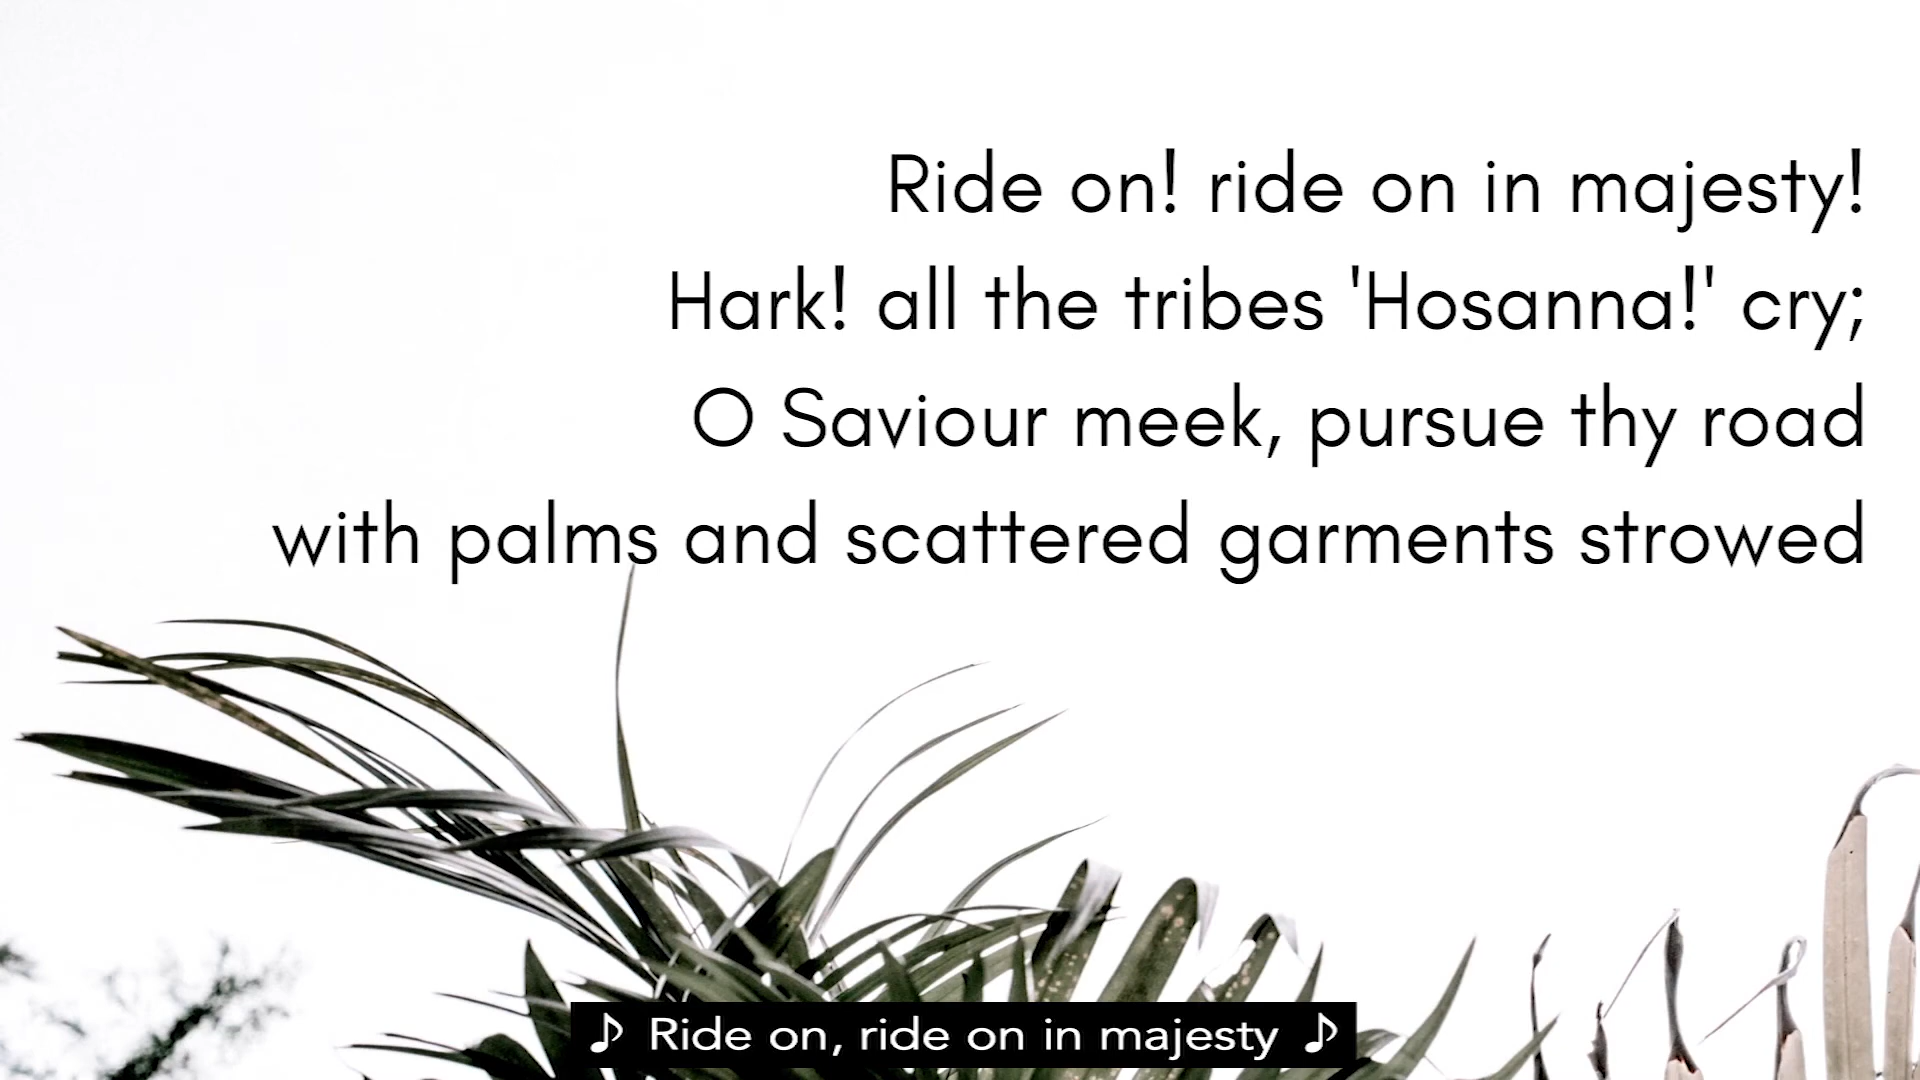 Ride on! ride on in majesty!
Hark! all the tribes 'Hosanna!' cry;
O Saviour meek, pursue thy road
with palms and scattered garments strowed
♪ Ride on, ride on in majesty ♪